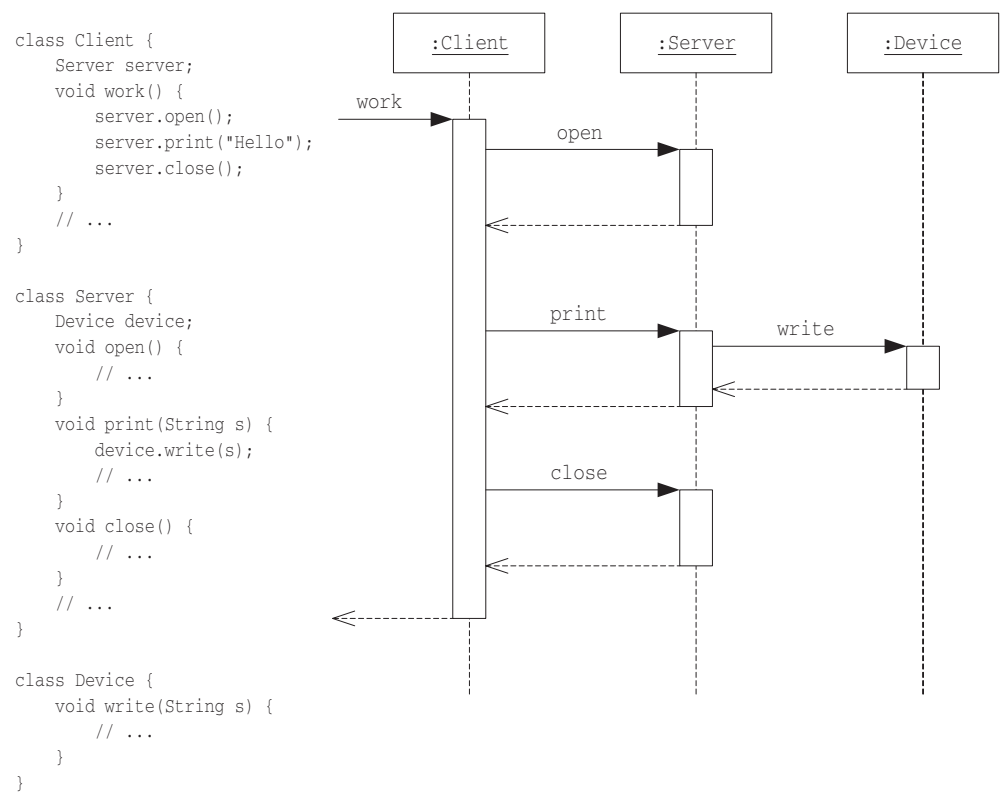 class Client {
    Server server;
    void work() {
        server.open();
        server.print("Hello");
        server.close();
    }
    // ...
}

class Server {
    Device device;
    void open() {
        // ...
    }
    void print(String s) {
        device.write(s);
        // ...
    }
    void close() {
        // ...
    }
    // ...
}

class Device {
    void write(String s) {
        // ...
    }
}
:Client
:Server
:Device
work
open
print
write
close